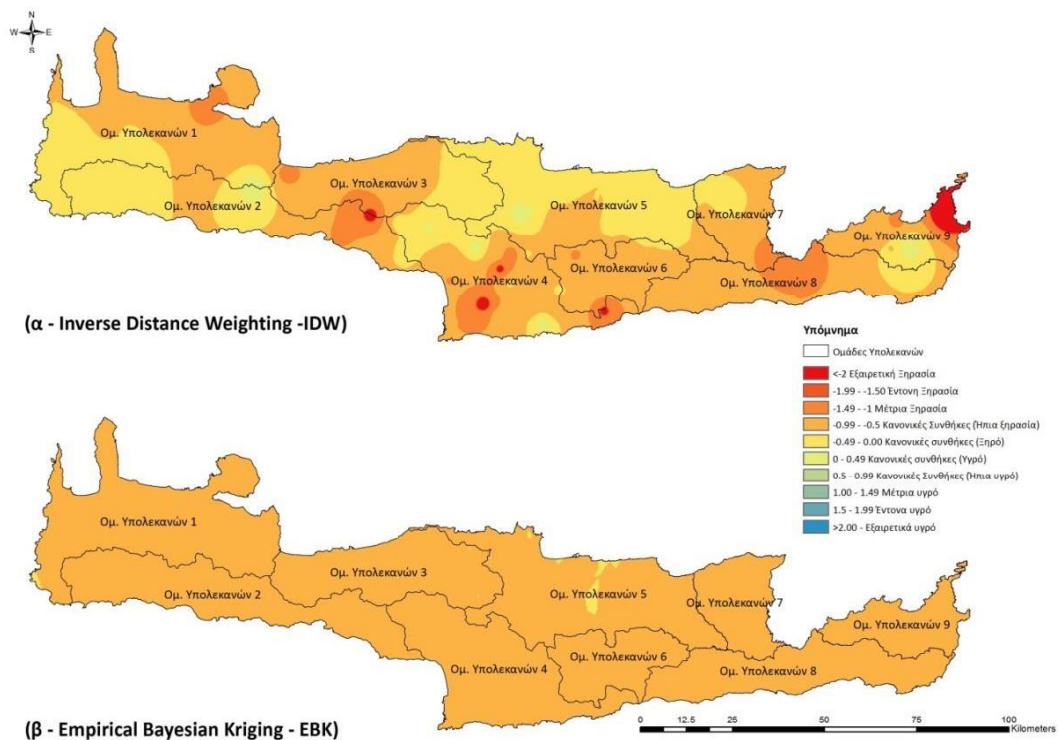 N
W E
S
Ομ. Υπολεκανών 1
Ομ. Υπολεκανών 2
Ομ. Υπολεκανών 3
Ομ. Υπολεκανών 4
Ομ. Υπολεκανών 5
Ομ. Υπολεκανών 6
Ομ. Υπολεκανών 7
Ομ. Υπολεκανών 8
Ομ. Υπολεκανών 9
(α - Inverse Distance Weighting -IDW)
Υπόμνημα
Ομάδες Υπολεκανών
<-2 Εξαιρετική Ξηρασία
-1.99 - -1.50 Έντονη Ξηρασία
-1.49 - -1 Μέτρια Ξηρασία
-0.99 - -0.5 Κανονικές Συνθήκες (Ήπια ξηρασία)
-0.49 - 0.00 Κανονικές συνθήκες (Ξηρό)
0 - 0.49 Κανονικές συνθήκες (Υγρό)
0.5 - 0.99 Κανονικές Συνθήκες (Ήπια υγρό)
1.00 - 1.49 Μέτρια υγρό
1.5 - 1.99 Έντονα υγρό
>2.00 - Εξαιρετικά υγρό
Ομ. Υπολεκανών 1
Ομ. Υπολεκανών 2
Ομ. Υπολεκανών 3
Ομ. Υπολεκανών 4
Ομ. Υπολεκανών 5
Ομ. Υπολεκανών 6
Ομ. Υπολεκανών 7
Ομ. Υπολεκανών 8
Ομ. Υπολεκανών 9
(β - Empirical Bayesian Kriging - EBK)
0 12.5 25 50 75 100
Kilometers